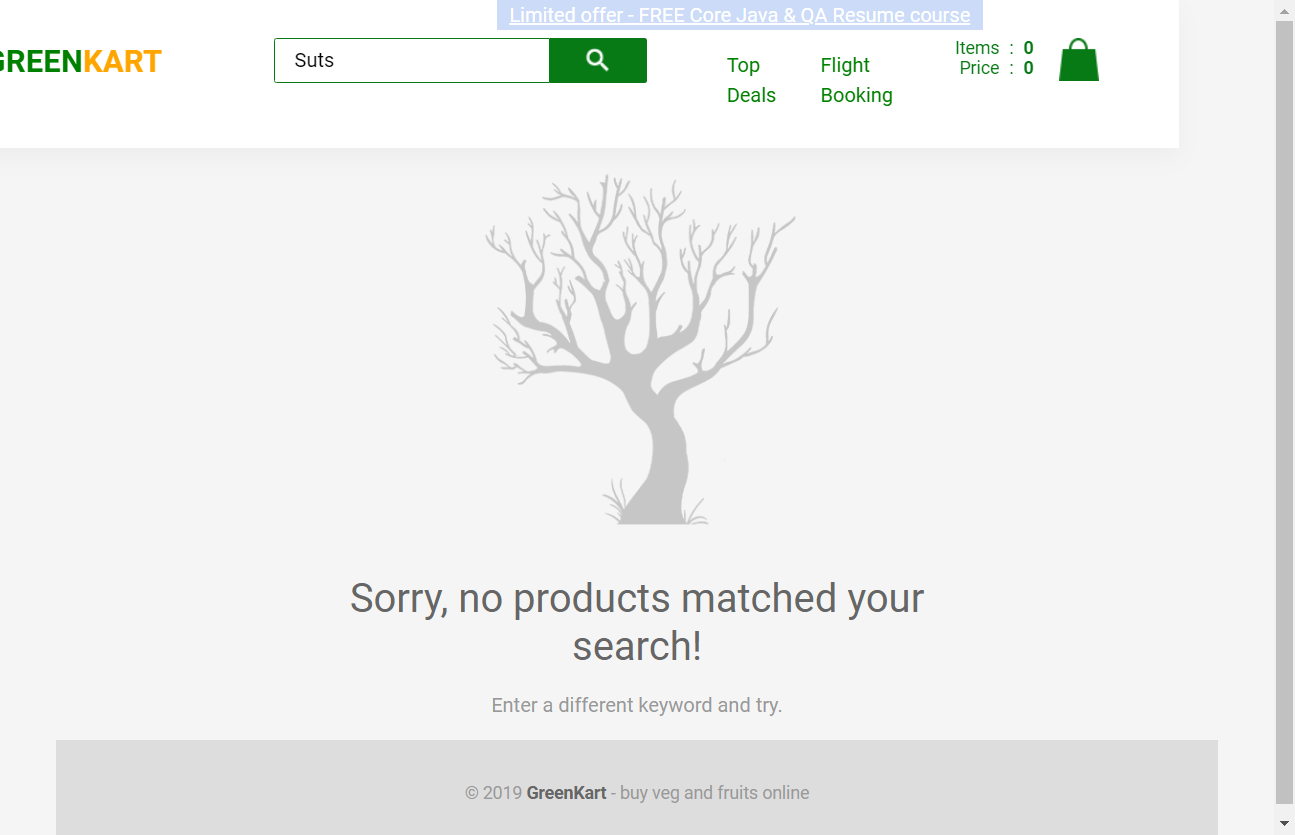 Limited offer - FREE Core Java & QA Resume course
GREENKART
Suts
Top Deals
Flight Booking
Items : 0
Price : 0
Sorry, no products matched your
search!
Enter a different keyword and try.
© 2019 GreenKart - buy veg and fruits online